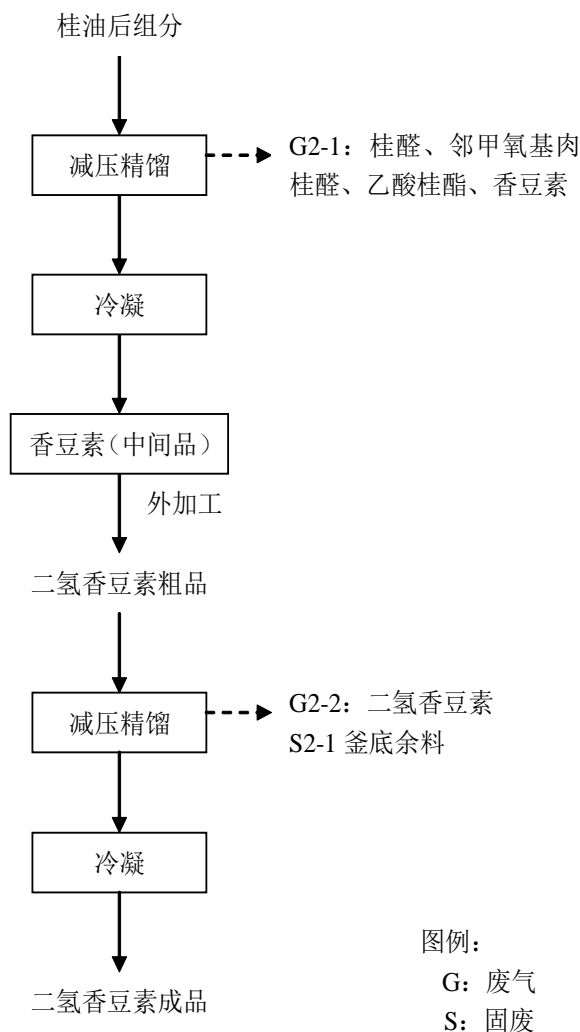 桂油后组分
减压精馏
G2-1：桂醛、邻甲氧基肉
桂醛、乙酸桂酯、香豆素
冷凝
香豆素（中间品）
外加工
二氢香豆素粗品
减压精馏
G2-2：二氢香豆素
S2-1 釜底余料
冷凝
二氢香豆素成品
图例：
G：废气
S：固废